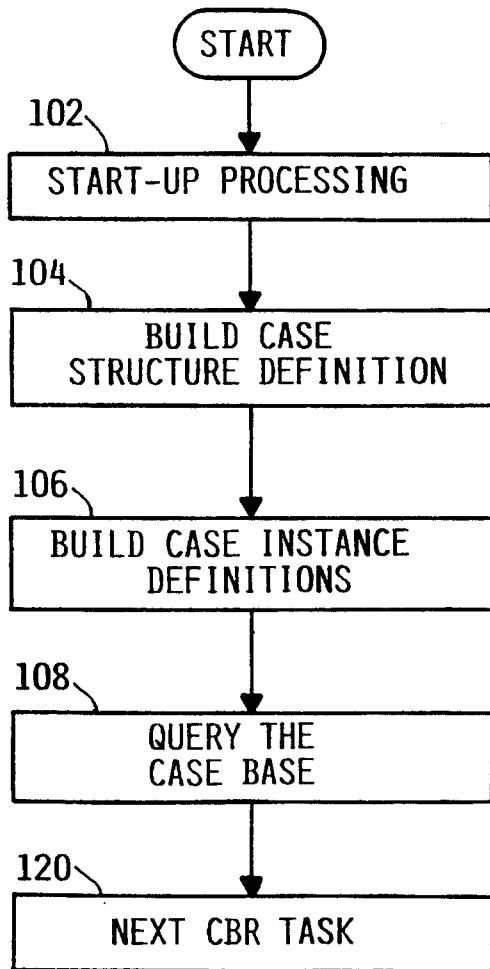 START
102
START-UP PROCESSING
104
BUILD CASE
STRUCTURE DEFINITION
106
BUILD CASE INSTANCE
DEFINITIONS
108
QUERY THE
CASE BASE
120
NEXT CBR TASK